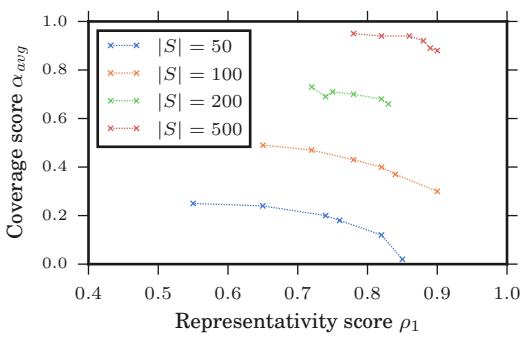 1.0
0.8
0.6
0.4
0.2
0.0
Coverage score α_avg
|S| = 50
|S| = 100
|S| = 200
|S| = 500
0.4 0.5 0.6 0.7 0.8 0.9 1.0
Representativity score ρ₁